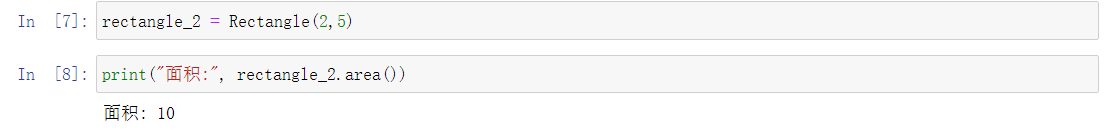 In [7]: rectangle_2 = Rectangle(2,5)
In [8]: print("面积:", rectangle_2.area())
面积: 10